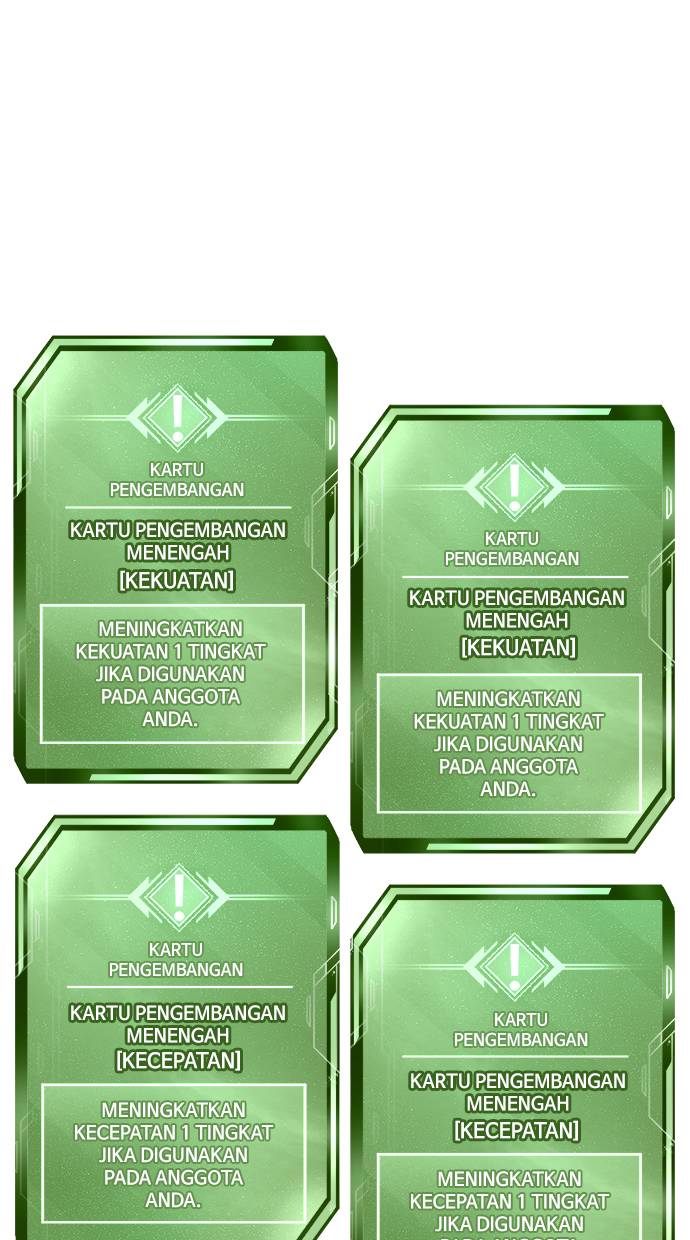 KARTU
PENGEMBANGAN
KARTU PENGEMBANGAN
MENENGAH
[KEKUATAN]
MENINGKATKAN
KEKUATAN 1 TINGKAT
JIKA DIGUNAKAN
PADA ANGGOTA
ANDA.
KARTU
PENGEMBANGAN
KARTU PENGEMBANGAN
MENENGAH
[KEKUATAN]
MENINGKATKAN
KEKUATAN 1 TINGKAT
JIKA DIGUNAKAN
PADA ANGGOTA
ANDA.
KARTU
PENGEMBANGAN
KARTU PENGEMBANGAN
MENENGAH
[KECEPATAN]
MENINGKATKAN
KECEPATAN 1 TINGKAT
JIKA DIGUNAKAN
PADA ANGGOTA
ANDA.
KARTU
PENGEMBANGAN
KARTU PENGEMBANGAN
MENENGAH
[KECEPATAN]
MENINGKATKAN
KECEPATAN 1 TINGKAT
JIKA DIGUNAKAN